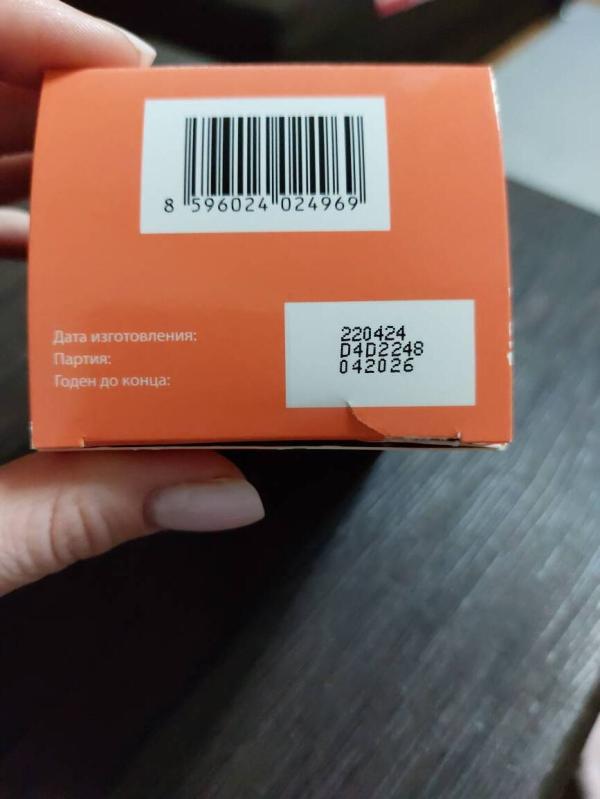 8 596024 024969
Дата изготовления:
Партия:
Годен до конца:
220424
D4D2248
042026